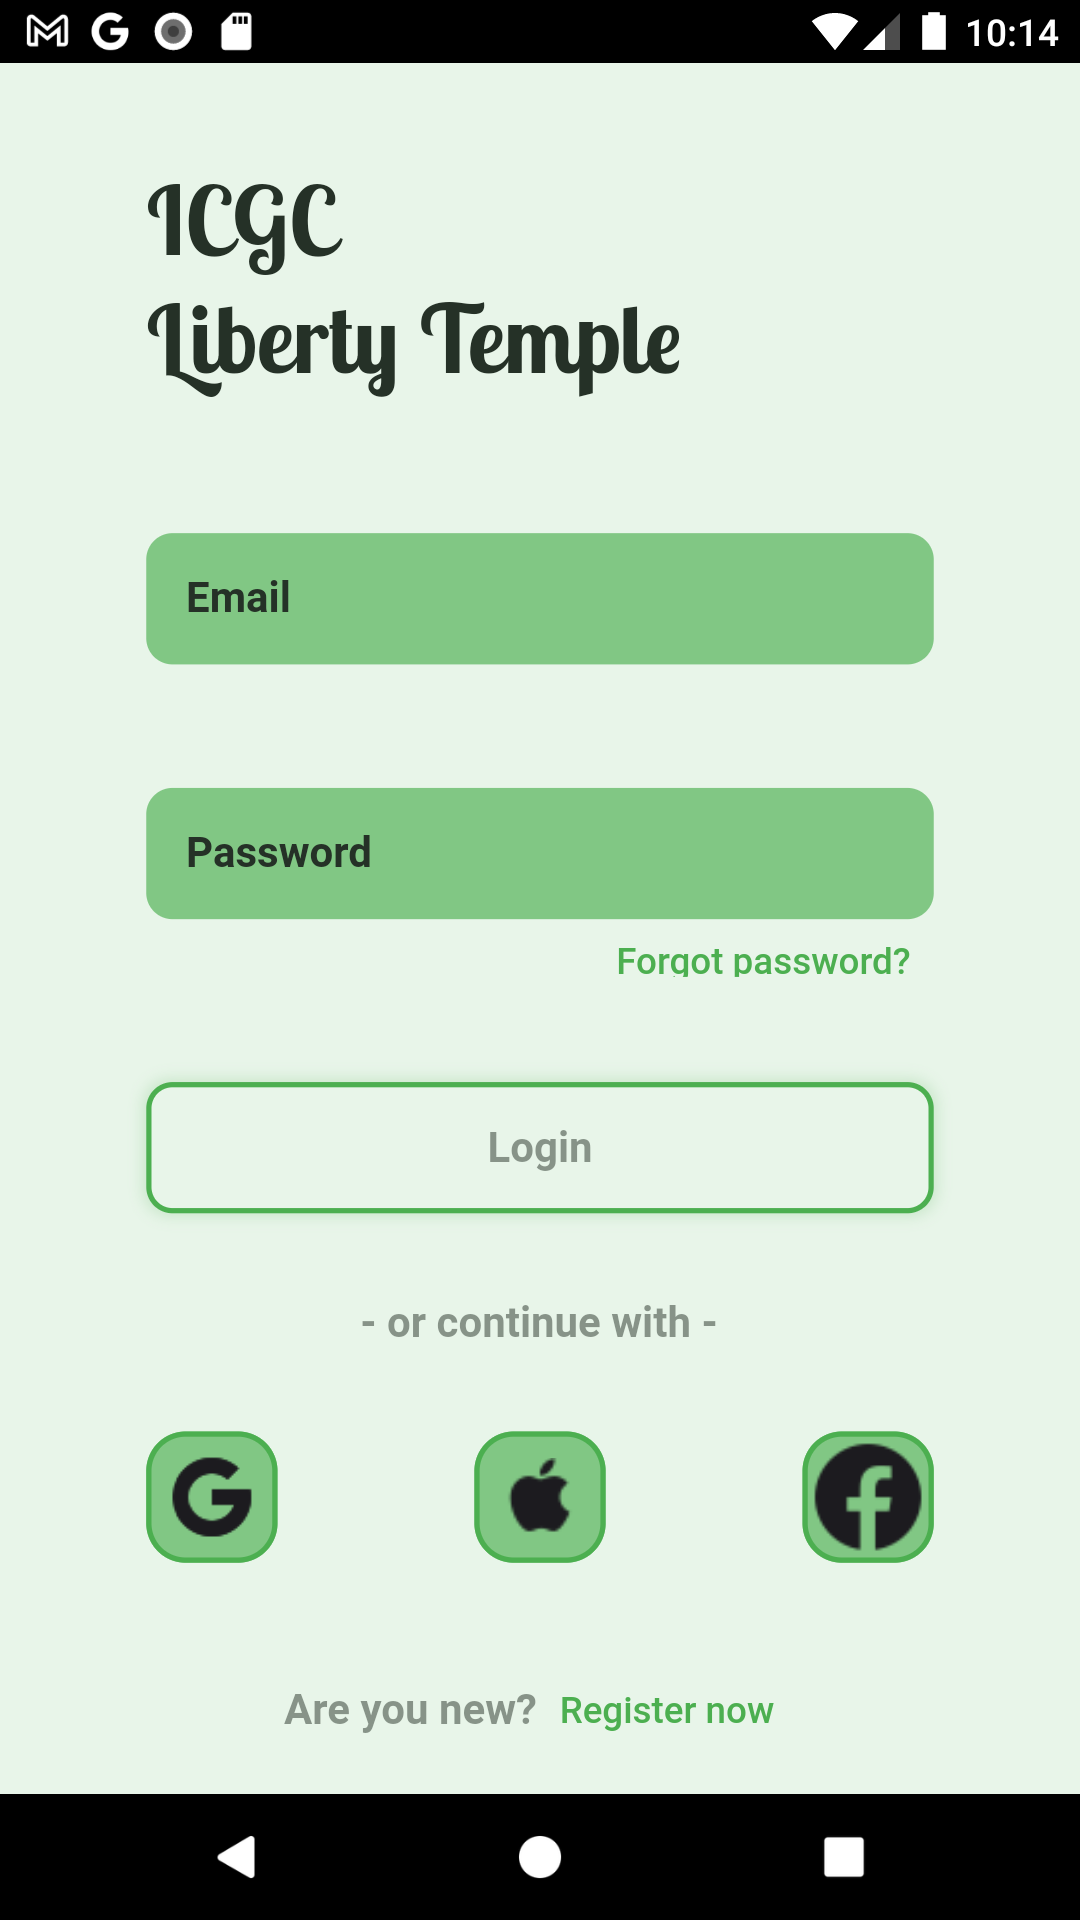 10:14
ICGC
Liberty Temple
Email
Password
Forgot password?
Login
- or continue with -
Are you new? Register now